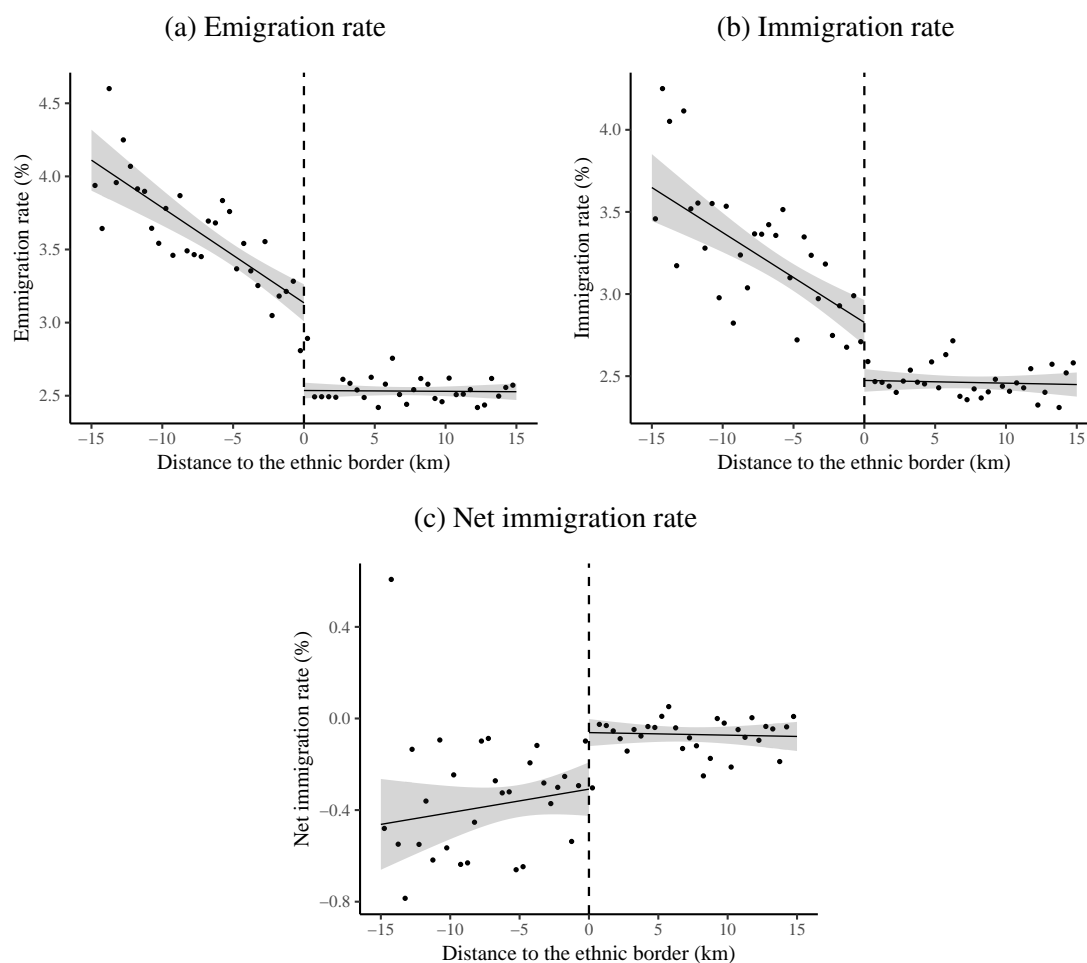 (a) Emigration rate
(b) Immigration rate
4.5
4.0
3.5
3.0
2.5
Emmigration rate (%)
−15 −10 −5 0 5 10 15
Distance to the ethnic border (km)
4.0
3.5
3.0
2.5
Immigration rate (%)
−15 −10 −5 0 5 10 15
Distance to the ethnic border (km)
(c) Net immigration rate
0.4
0.0
−0.4
−0.8
Net immigration rate (%)
−15 −10 −5 0 5 10 15
Distance to the ethnic border (km)